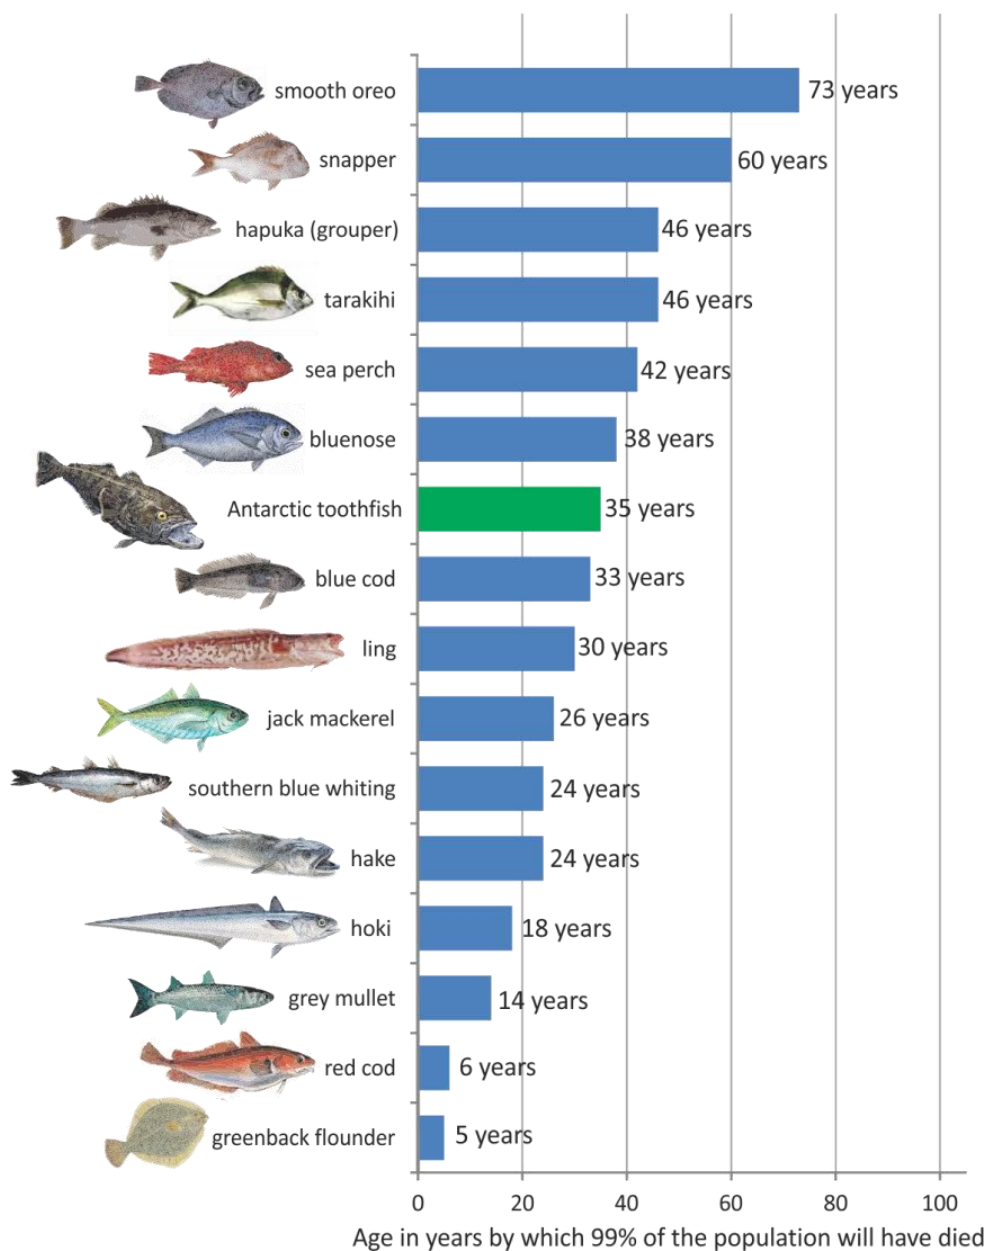 smooth oreo 73 years
snapper 60 years
hapuka (grouper) 46 years
tarakihi 46 years
sea perch 42 years
bluenose 38 years
Antarctic toothfish 35 years
blue cod 33 years
ling 30 years
jack mackerel 26 years
southern blue whiting 24 years
hake 24 years
hoki 18 years
grey mullet 14 years
red cod 6 years
greenback flounder 5 years
0 20 40 60 80 100
Age in years by which 99% of the population will have died